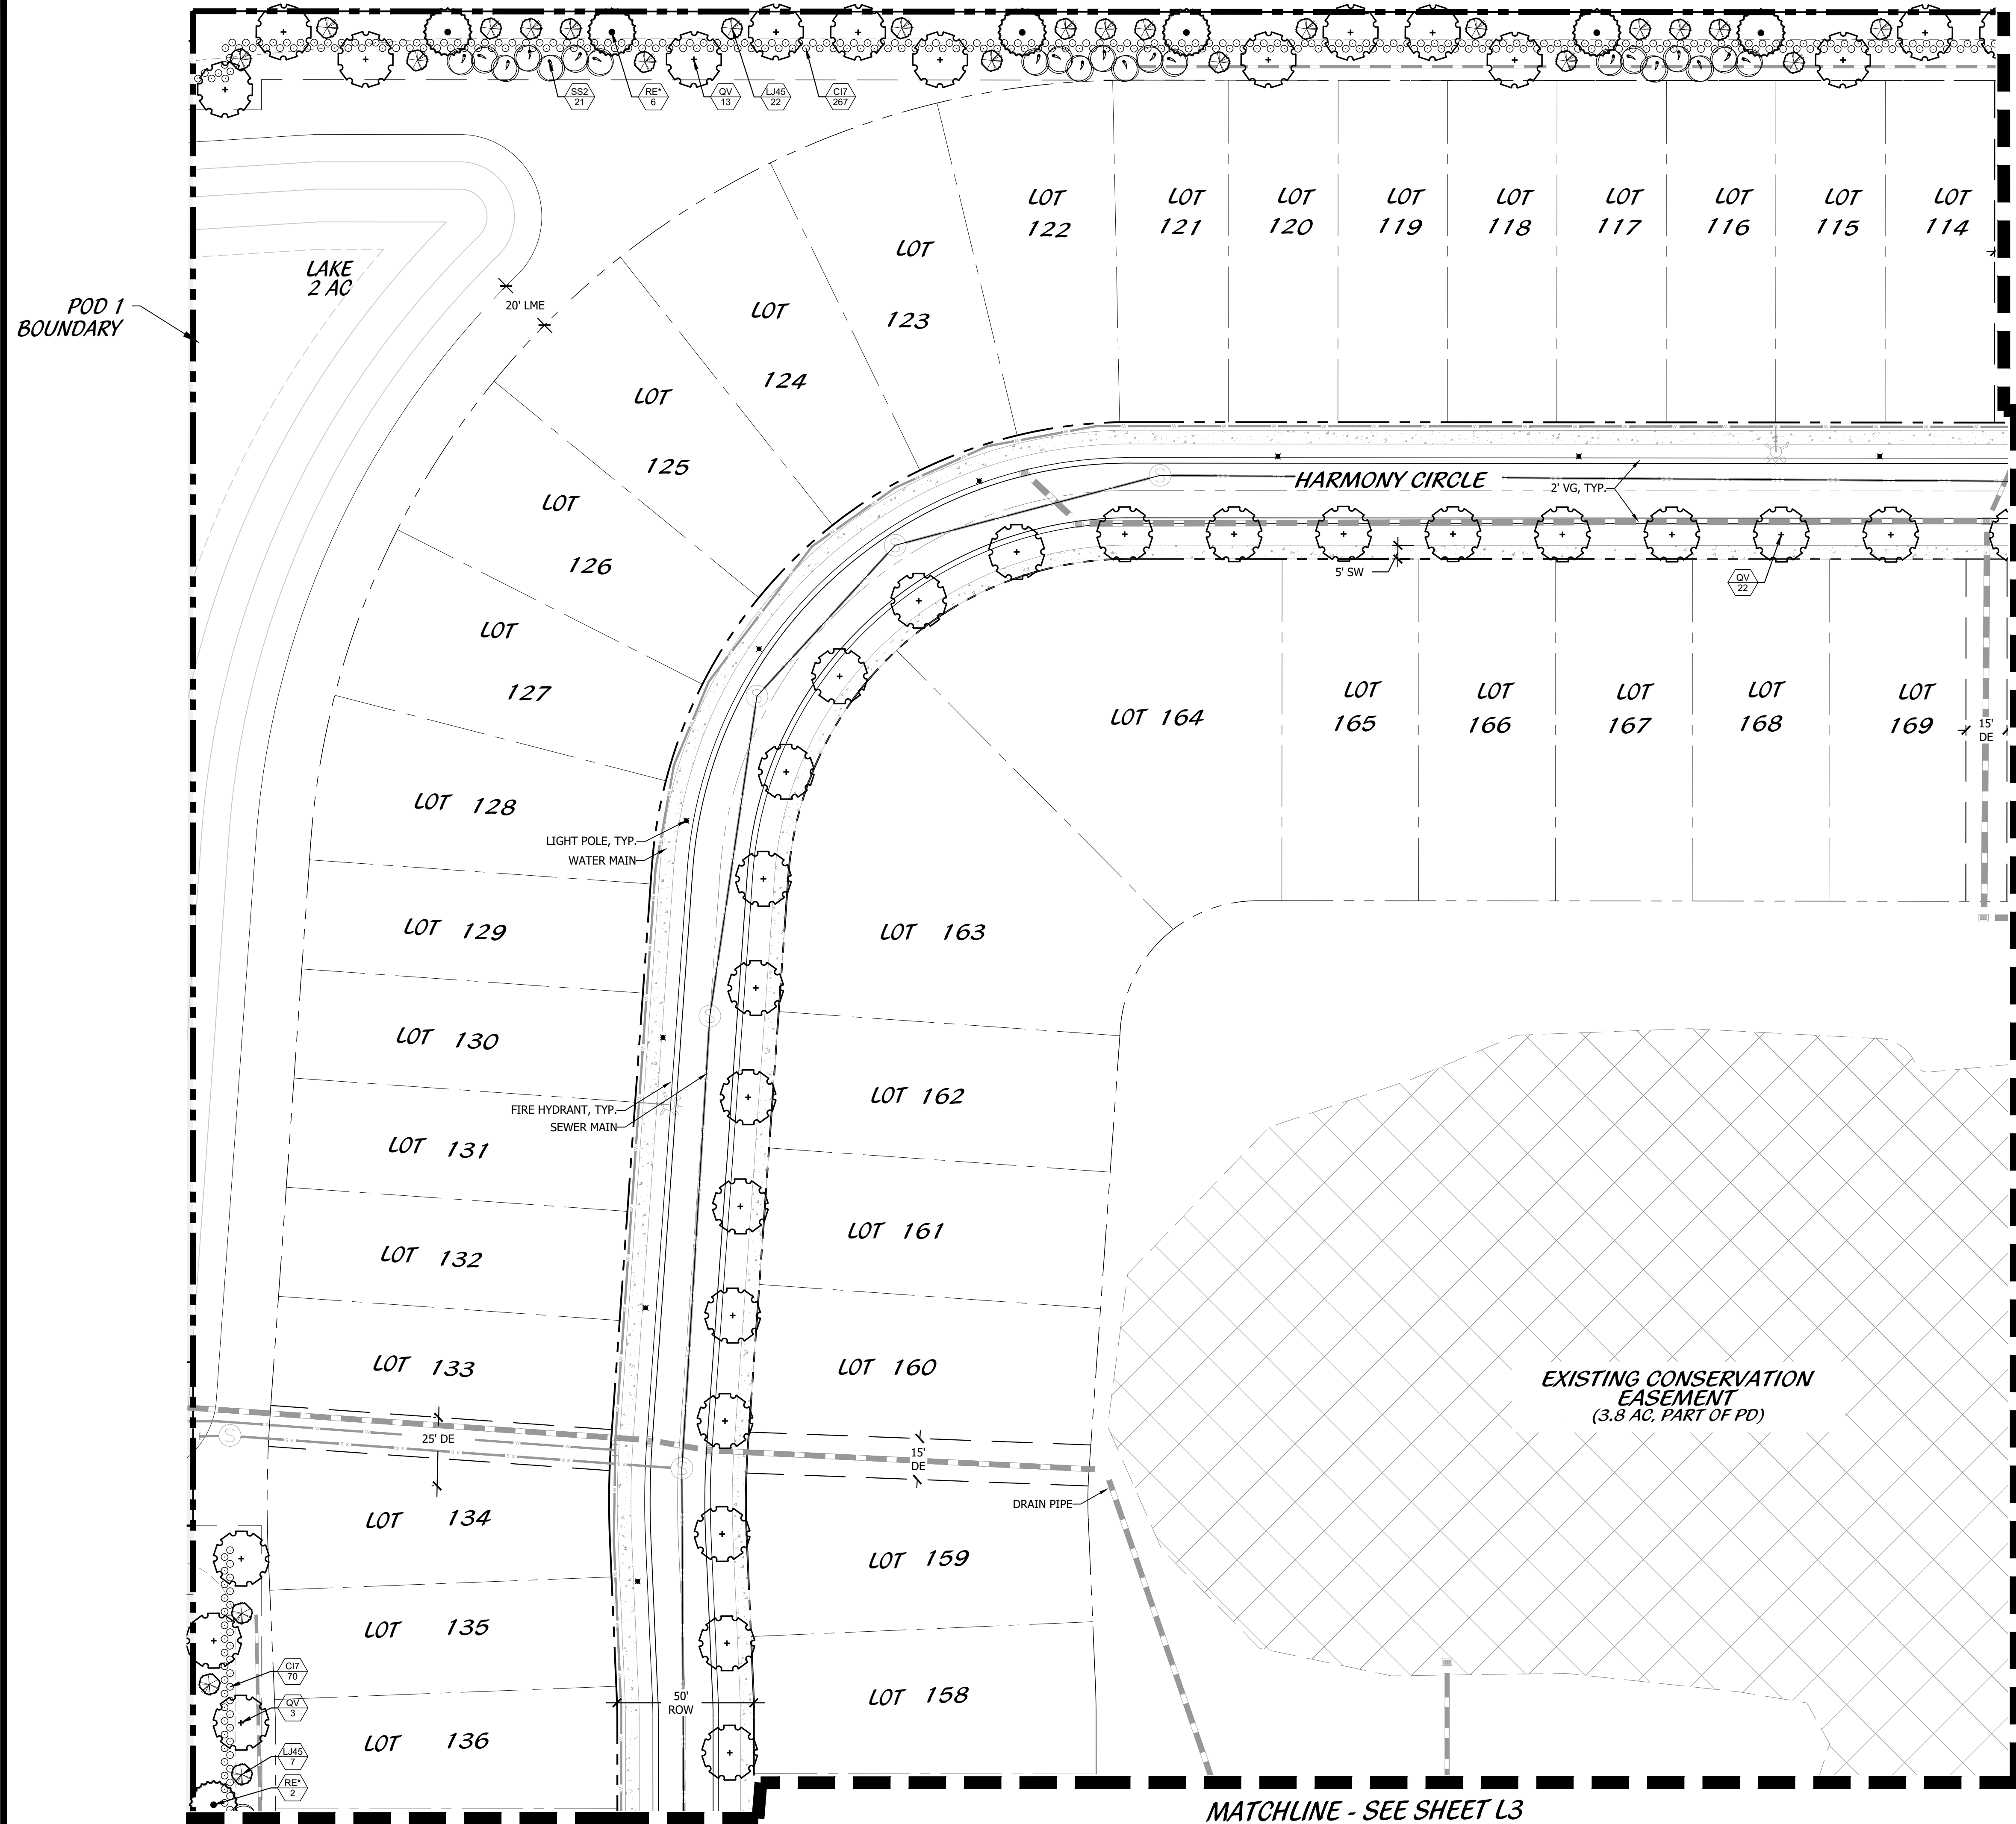 SS2
21
RE*
6
QV
13
LJ45
22
CI7
267
LOT
122
LOT
121
LOT
120
LOT
119
LOT
118
LOT
117
LOT
116
LOT
115
LOT
114
LAKE
2 AC
POD 1
BOUNDARY
20' LME
LOT
123
LOT
124
LOT
125
LOT
126
LOT
127
HARMONY CIRCLE
2' VG, TYP.
5' SW
QV
22
LOT 164
LOT
165
LOT
166
LOT
167
LOT
168
LOT
169
15'
DE
LOT 128
LIGHT POLE, TYP.
WATER MAIN
LOT 129
LOT 163
LOT 130
LOT 162
FIRE HYDRANT, TYP.
SEWER MAIN
LOT 131
LOT 161
LOT 132
LOT 133
LOT 160
EXISTING CONSERVATION
EASEMENT
(3.8 AC, PART OF PD)
25' DE
15'
DE
DRAIN PIPE
LOT 134
LOT 159
LOT 135
CI7
70
QV
3
LOT 158
50'
ROW
LOT 136
LJ45
7
RE*
2
MATCHLINE - SEE SHEET L3